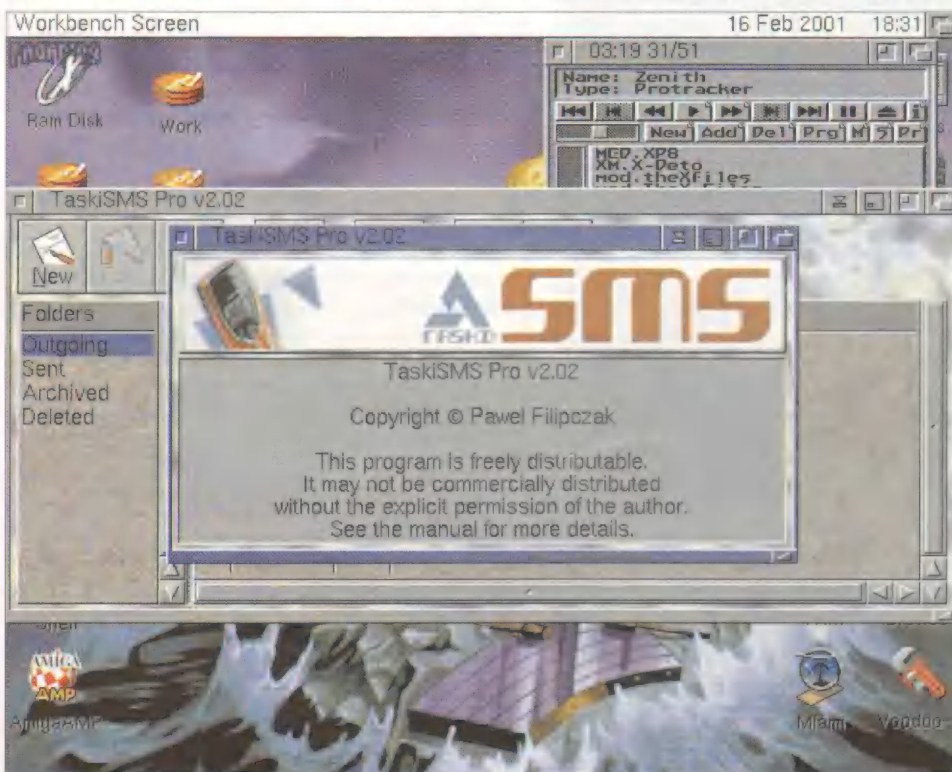 Workbench Screen 16 Feb 2001 18:31
Ram Disk
Work
03:19 31/51
Name: Zenith
Type: Protracker
New Add Del Prg M S Pr
MED.XP8
XM.X-Deto
mod.theXfiles
TaskiSMS Pro v2.02
New
Folders
Outgoing
Sent
Archived
Deleted
TaskiSMS Pro v2.02
TASKI SMS
TaskiSMS Pro v2.02
Copyright © Pawel Filipczak
This program is freely distributable.
It may not be commercially distributed
without the explicit permission of the author.
See the manual for more details.
AMIGA
AMP
AmigaAMP
Miami
Voodoo